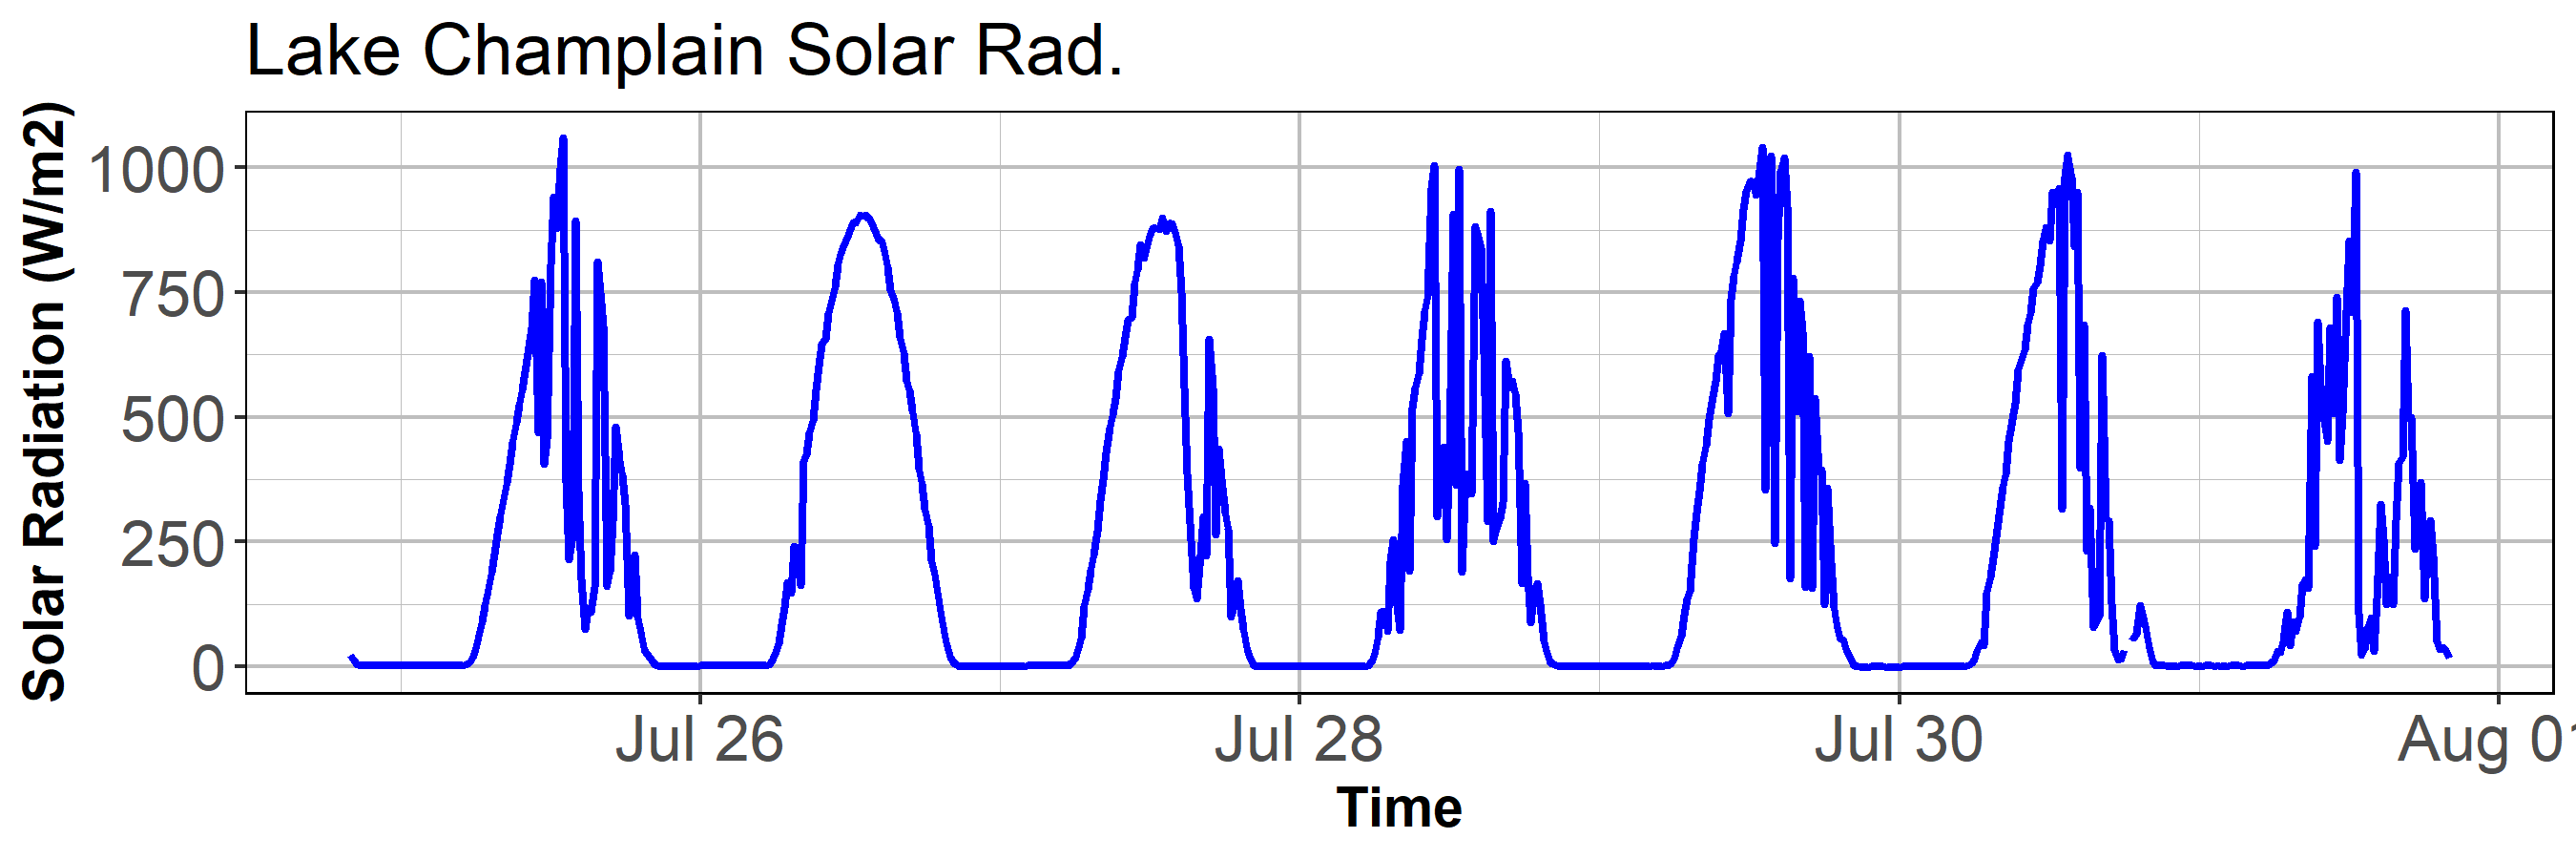 Lake Champlain Solar Rad.
Solar Radiation (W/m2)
1000
750
500
250
0
Jul 26 Jul 28 Jul 30 Aug 01
Time